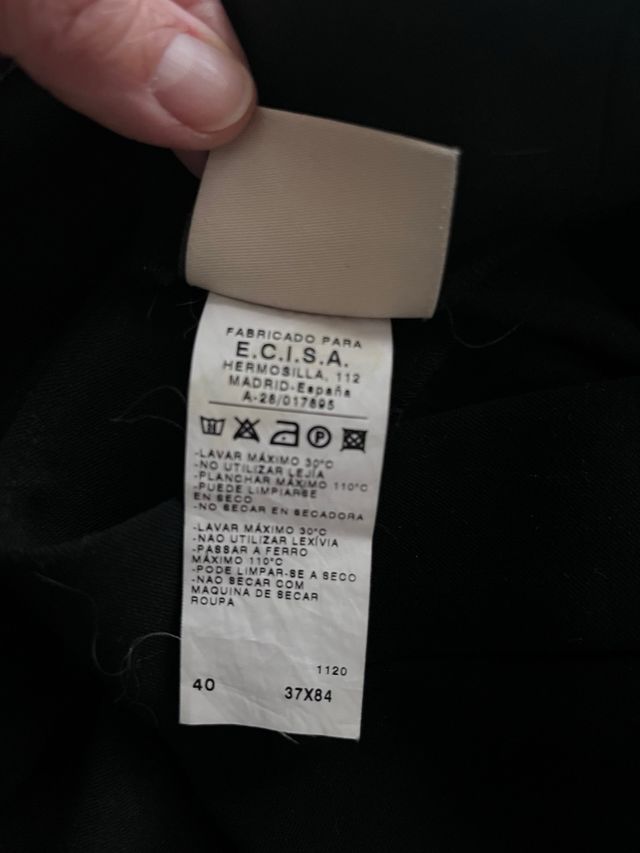 FABRICADO PARA
E.C.I.S.A.
HERMOSILLA, 112
MADRID-España
A-28/017895
P
-LAVAR MÁXIMO 30°C
-NO UTILIZAR LEJÍA
-PLANCHAR MÁXIMO 110°C
-PUEDE LIMPIARSE
EN SECO
-NO SECAR EN SECADORA
-LAVAR MÁXIMO 30°C
-NAO UTILIZAR LEXÍVIA
-PASSAR A FERRO
MÁXIMO 110°C
-PODE LIMPAR-SE A SECO
-NAO SECAR COM
MAQUINA DE SECAR
ROUPA
1120
40 37X84